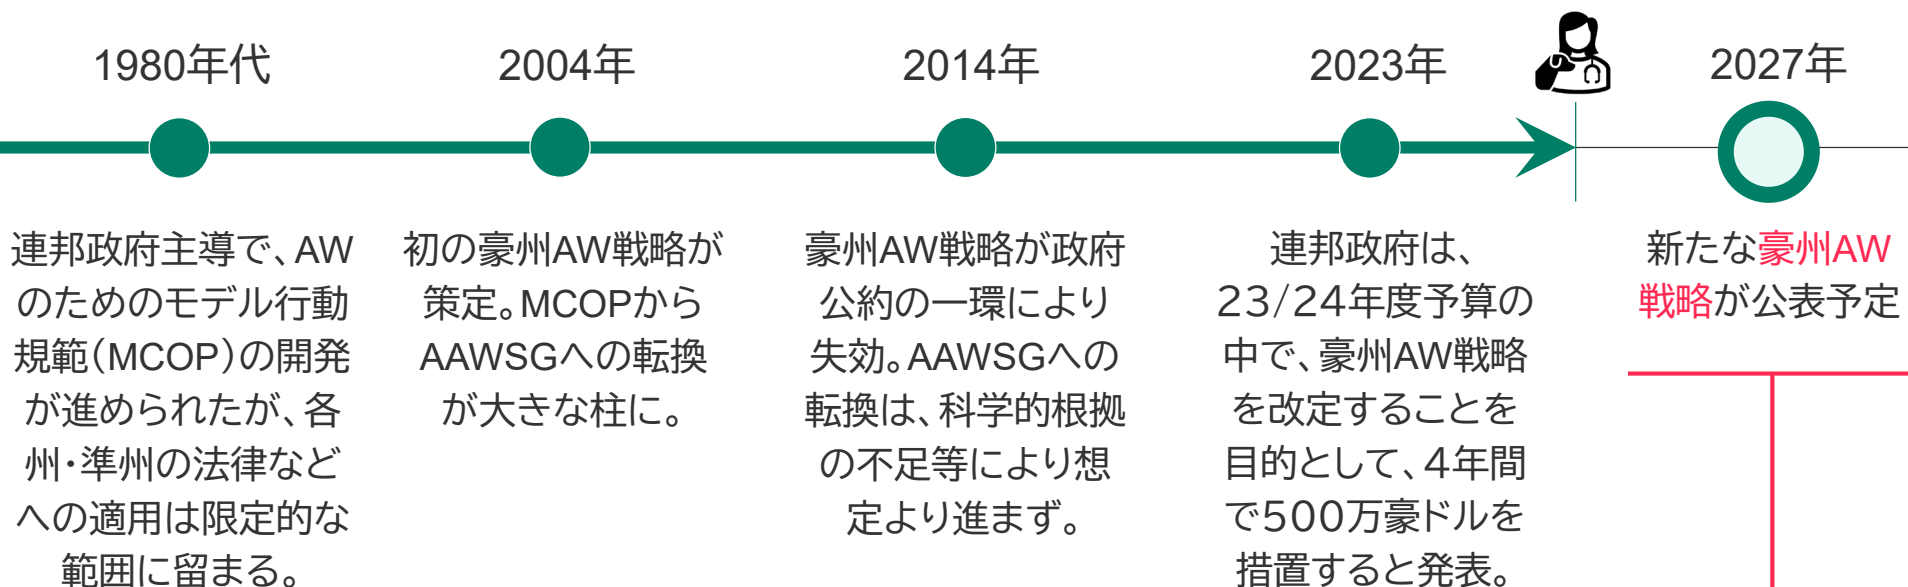 1980年代
連邦政府主導で、AW
のためのモデル行動
規範（MCOP）の開発
が進められたが、各
州・準州の法律など
への適用は限定的な
範囲に留まる。
2004年
初の豪州AW戦略が
策定。MCOPから
AAWSGへの転換
が大きな柱に。
2014年
豪州AW戦略が政府
公約の一環により
失効。AAWSGへの
転換は、科学的根拠
の不足等により想
定より進まず。
2023年
連邦政府は、
２３/２４年度予算の
中で、豪州AW戦略
を改定することを
目的として、４年間
で５００万豪ドルを
措置すると発表。
2027年
新たな豪州AW
戦略が公表予定